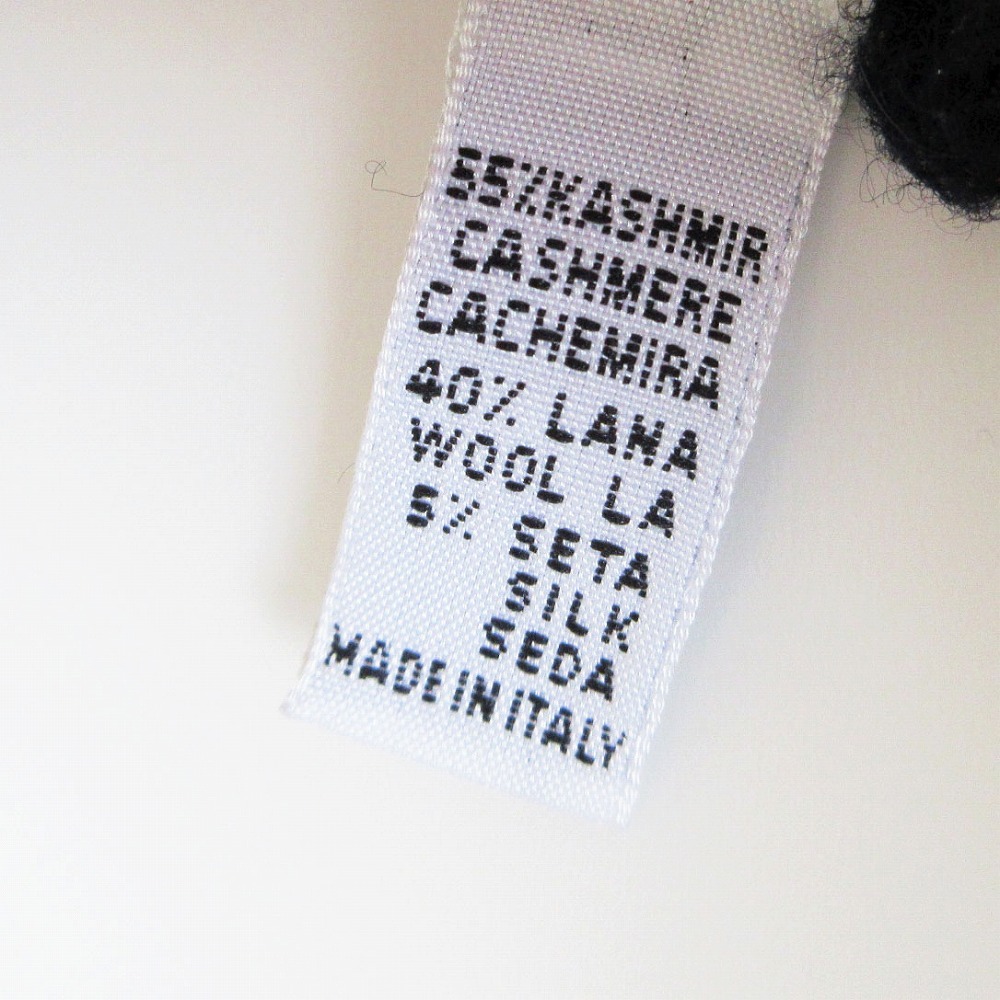 55%KASHMIR
CASHMERE
CACHEMIRA
40% LANA
WOOL LA
5% SETA
SILK
SEDA
MADE IN ITALY